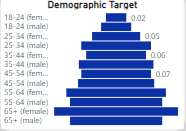 Demographic Target
18-24 (fem...
0.02
18-24 (male)
25-34 (fem...
0.05
25-34 (male)
35-44 (fem...
0.06
35-44 (male)
45-54 (fem...
0.07
45-54 (male)
55-64 (fem...
55-64 (male)
65+ (female)
65+ (male)